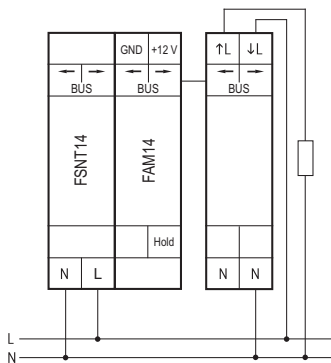 GND +12 V ↑L ↓L
BUS BUS BUS
FSNT14
FAM14
Hold
N L N N
L
N